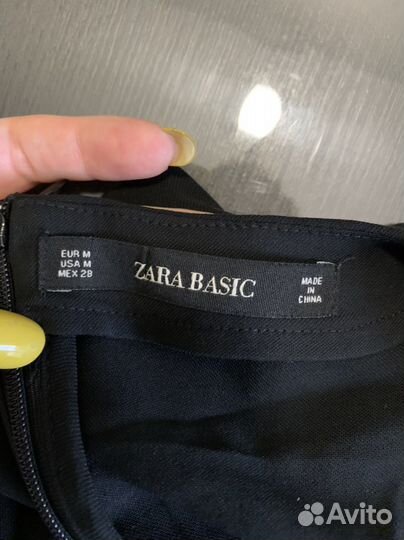 EUR M
USA M
MEX 28
ZARA BASIC
MADE
IN
CHINA
Avito